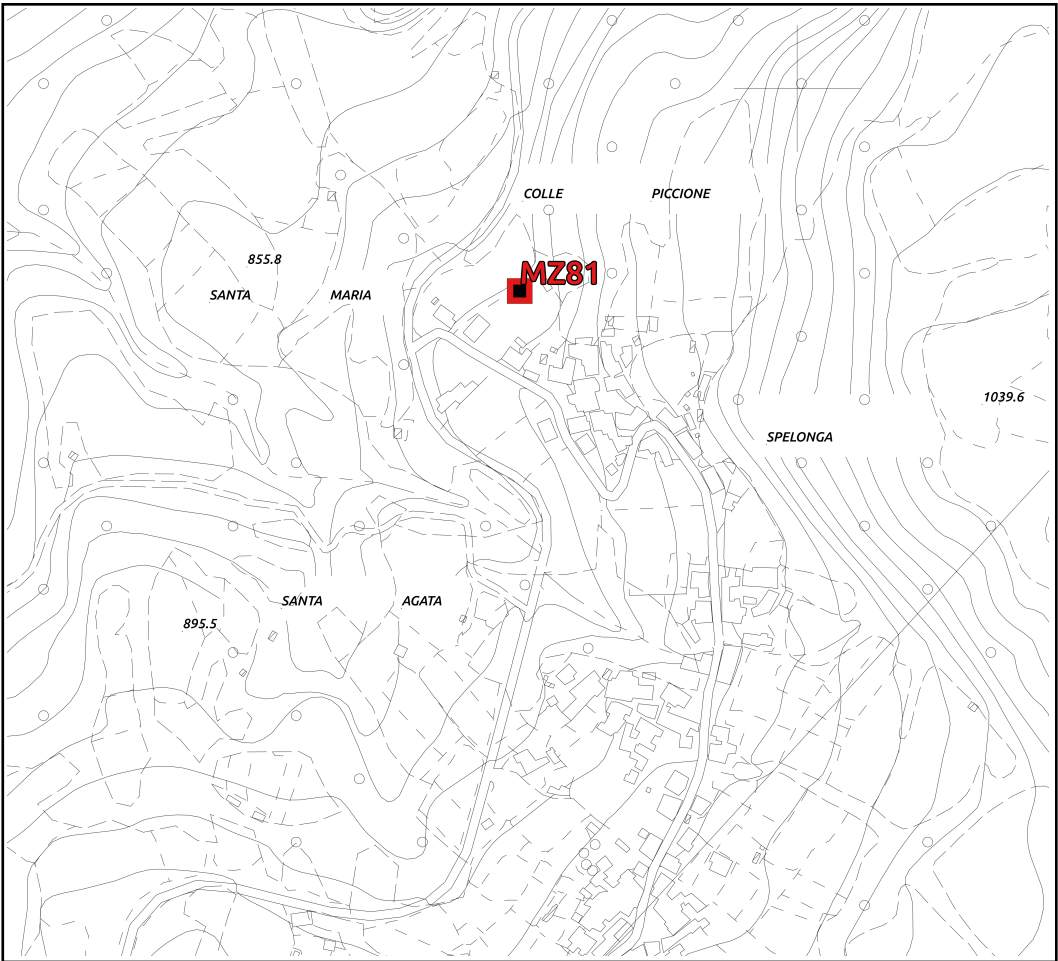 COLLE PICCIONE
855.8
MZ81
SANTA MARIA
1039.6
SPELONGA
SANTA AGATA
895.5